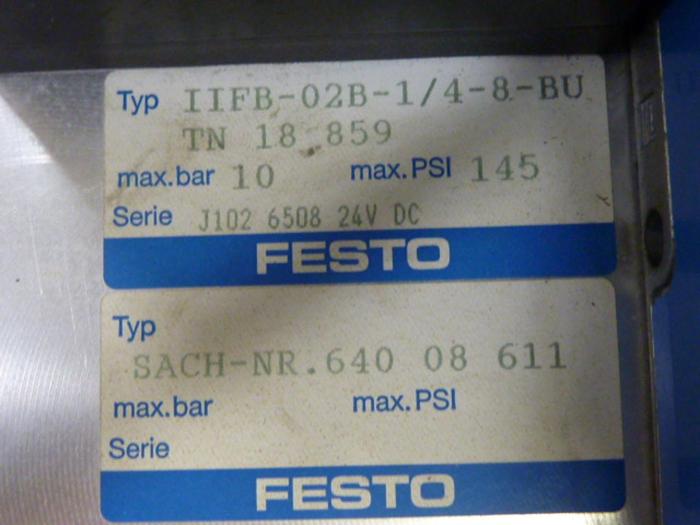 Typ IIFB-02B-1/4-8-BU
TN 18 859
max.bar 10 max.PSI 145
Serie J102 6508 24V DC
FESTO
Typ
SACH-NR.640 08 611
max.bar max.PSI
Serie
FESTO